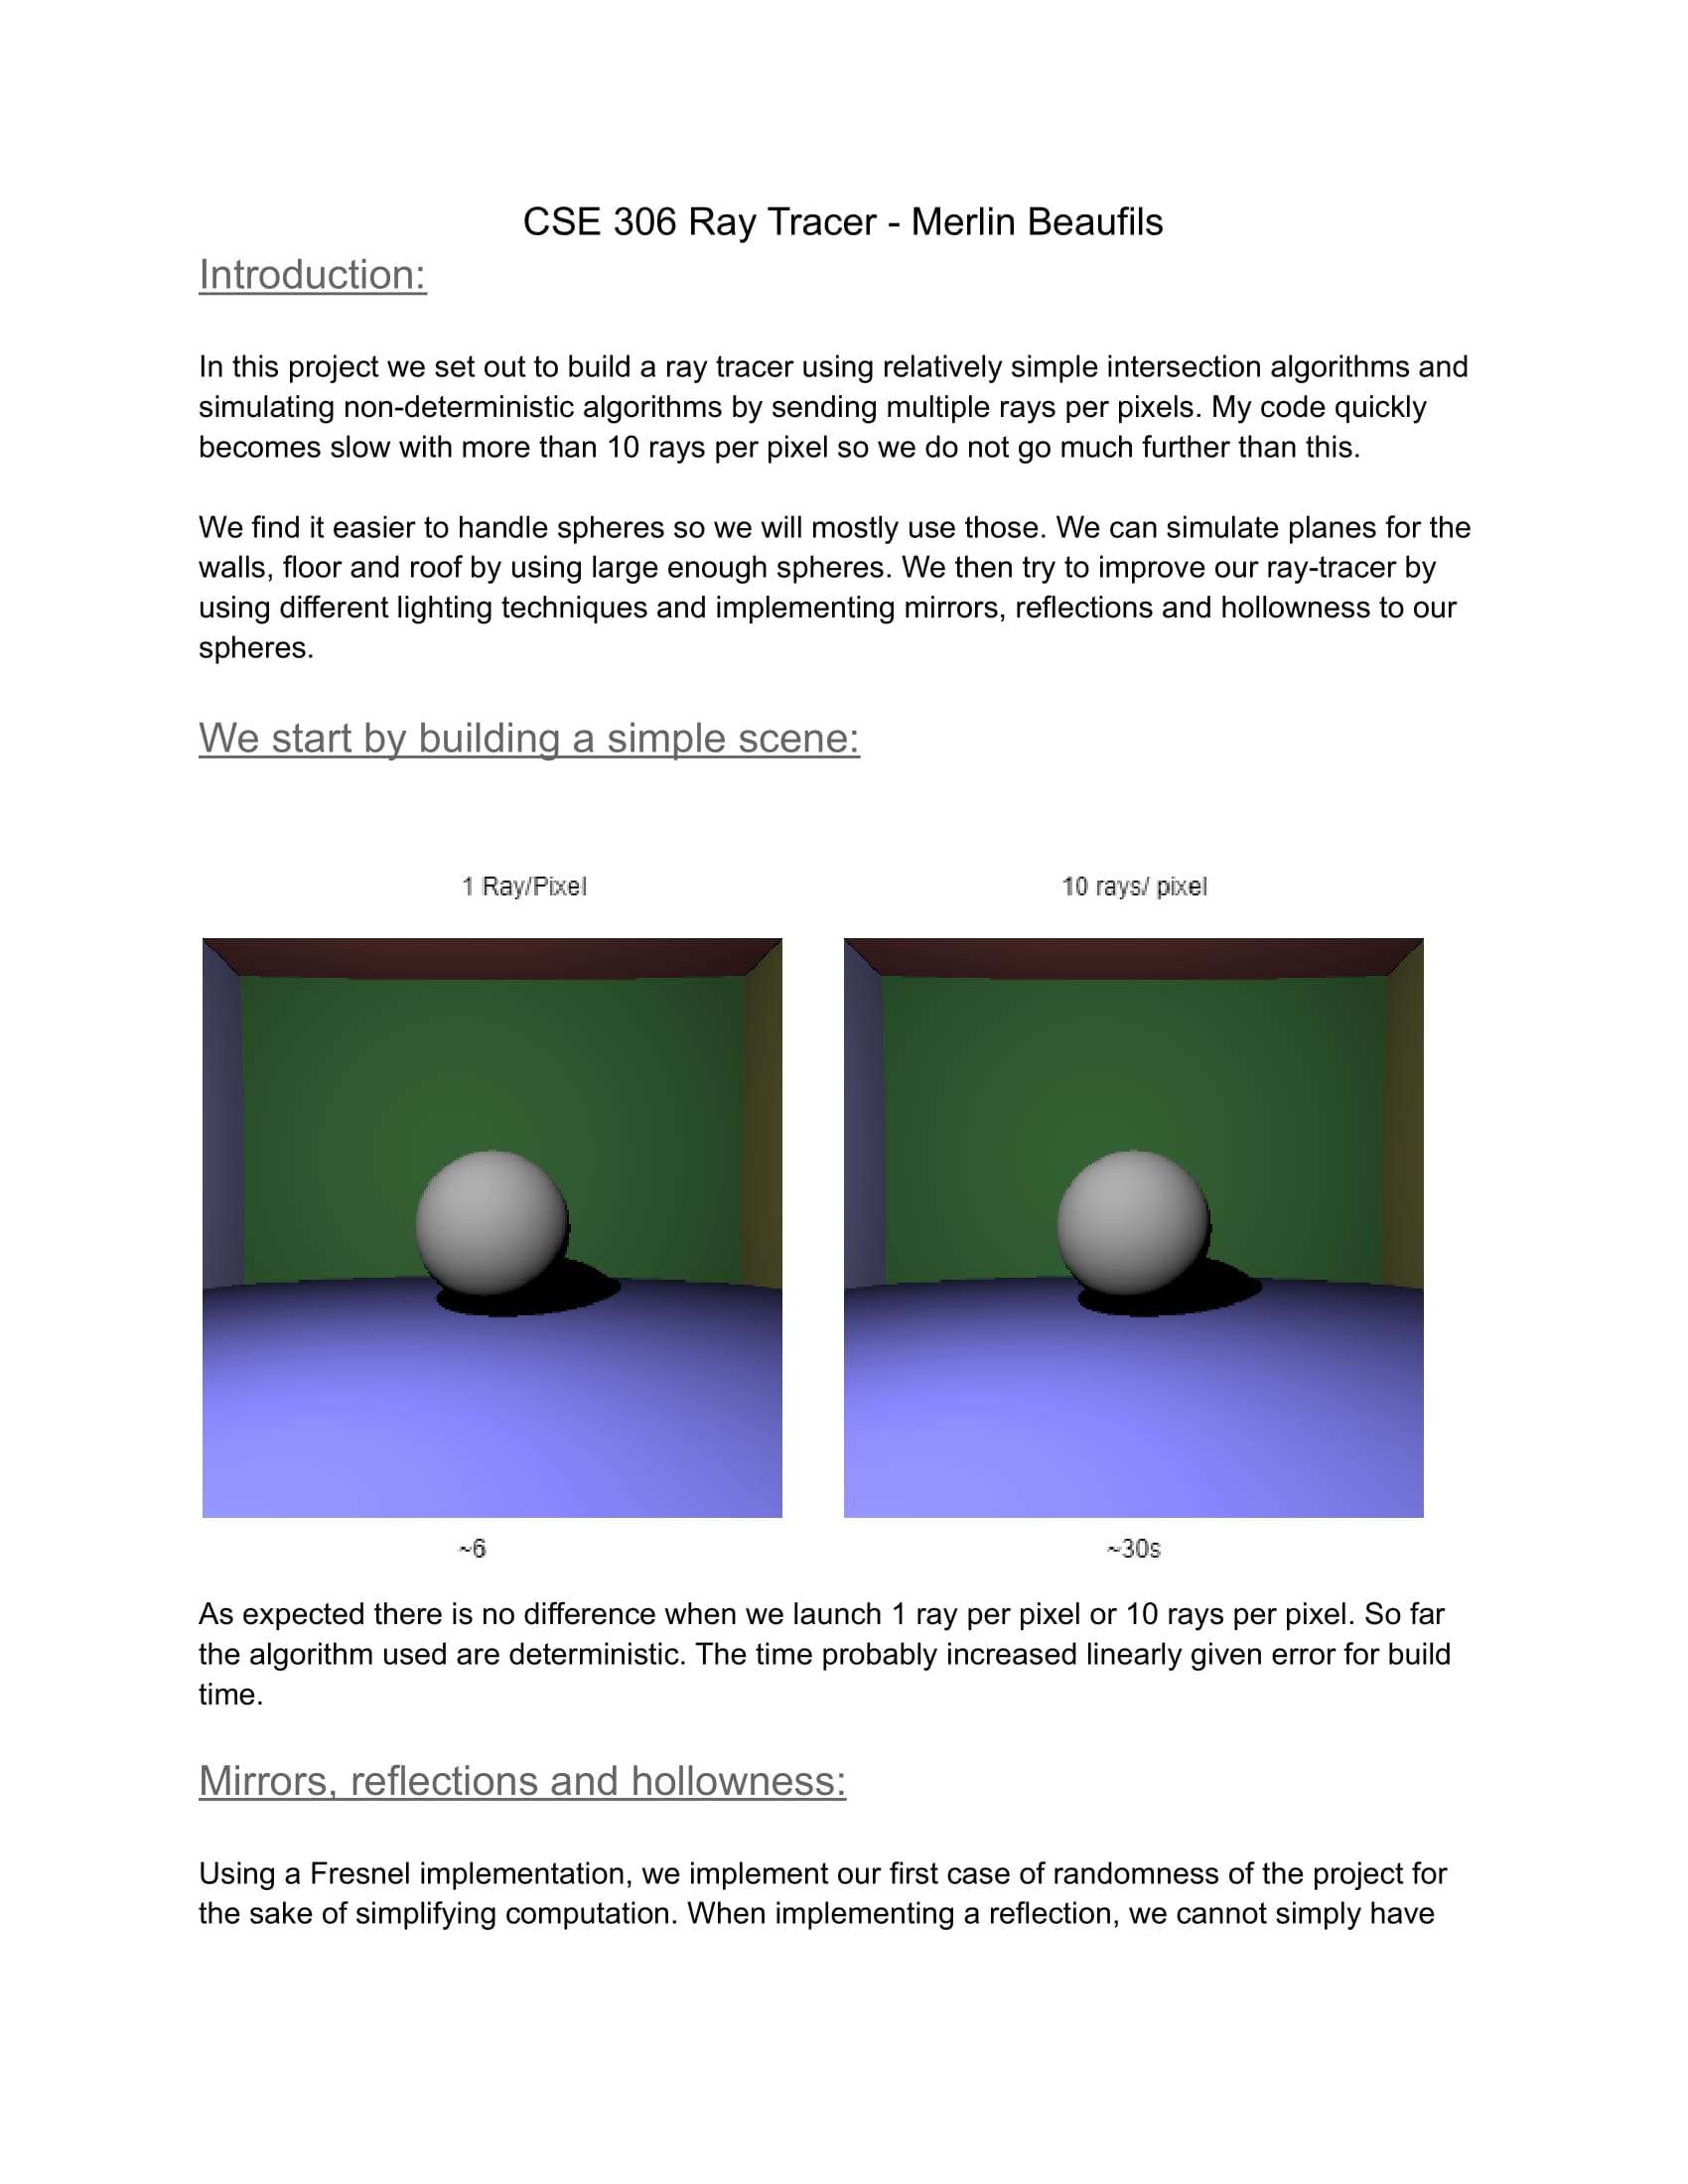 CSE 306 Ray Tracer - Merlin Beaufils
Introduction:
In this project we set out to build a ray tracer using relatively simple intersection algorithms and
simulating non-deterministic algorithms by sending multiple rays per pixels. My code quickly
becomes slow with more than 10 rays per pixel so we do not go much further than this.
We find it easier to handle spheres so we will mostly use those. We can simulate planes for the
walls, floor and roof by using large enough spheres. We then try to improve our ray-tracer by
using different lighting techniques and implementing mirrors, reflections and hollowness to our
spheres.
We start by building a simple scene:
1 Ray/Pixel
10 rays/ pixel
~6
~30s
As expected there is no difference when we launch 1 ray per pixel or 10 rays per pixel. So far
the algorithm used are deterministic. The time probably increased linearly given error for build
time.
Mirrors, reflections and hollowness:
Using a Fresnel implementation, we implement our first case of randomness of the project for
the sake of simplifying computation. When implementing a reflection, we cannot simply have